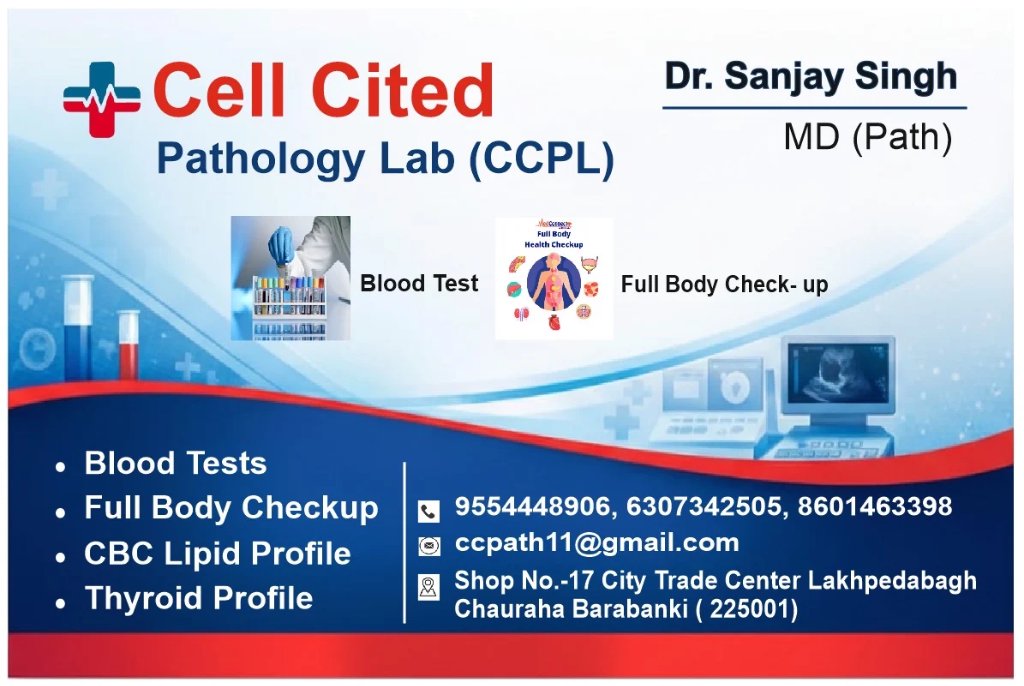 Cell Cited
Pathology Lab (CCPL)
Dr. Sanjay Singh
MD (Path)
Blood Test
Full Body
Health Checkup
Full Body Check- up
• Blood Tests
• Full Body Checkup
• CBC Lipid Profile
• Thyroid Profile
9554448906, 6307342505, 8601463398
ccpath11@gmail.com
Shop No.-17 City Trade Center Lakhpedabagh
Chauraha Barabanki ( 225001)